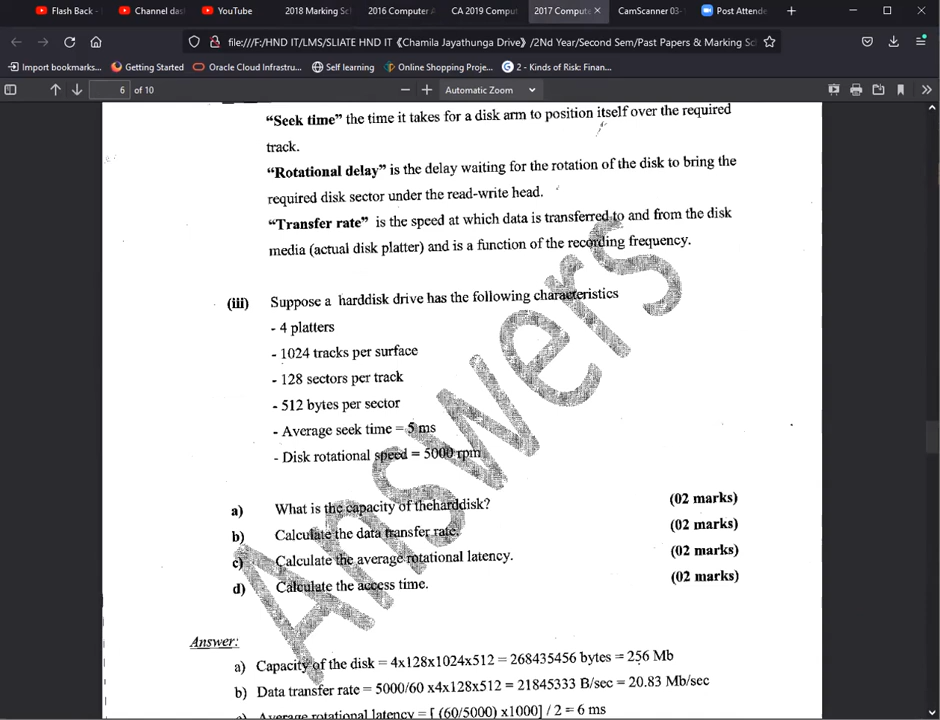 Flash Back - S
Channel das
YouTube
2018 Marking Sc
2016 Computer A
CA 2019 Comput
2017 Compute
CamScanner 03-1
Post Attende
file:///F:/HND IT/LMS/SLIATE HND IT《Chamila Jayathunga Drive》/2Nd Year/Second Sem/Past Papers & Marking Sc
Import bookmarks...
Getting Started
Oracle Cloud Infrastru...
Self learning
Online Shopping Proje...
2 - Kinds of Risk: Finan...
6 of 10
Automatic Zoom
“Seek time” the time it takes for a disk arm to position itself over the required
track.
“Rotational delay” is the delay waiting for the rotation of the disk to bring the
required disk sector under the read-write head.
“Transfer rate” is the speed at which data is transferred to and from the disk
media (actual disk platter) and is a function of the recording frequency.
(iii) Suppose a harddisk drive has the following characteristics
- 4 platters
- 1024 tracks per surface
- 128 sectors per track
- 512 bytes per sector
- Average seek time = 5 ms
- Disk rotational speed = 5000 rpm
a) What is the capacity of theharddisk? (02 marks)
b) Calculate the data transfer rate. (02 marks)
c) Calculate the average rotational latency. (02 marks)
d) Calculate the access time. (02 marks)
Answers
Answer:
a) Capacity of the disk = 4x128x1024x512 = 268435456 bytes = 256 Mb
b) Data transfer rate = 5000/60 x4x128x512 = 21845333 B/sec = 20.83 Mb/sec
c) Average rotational latency = [ (60/5000) x1000] / 2 = 6 ms